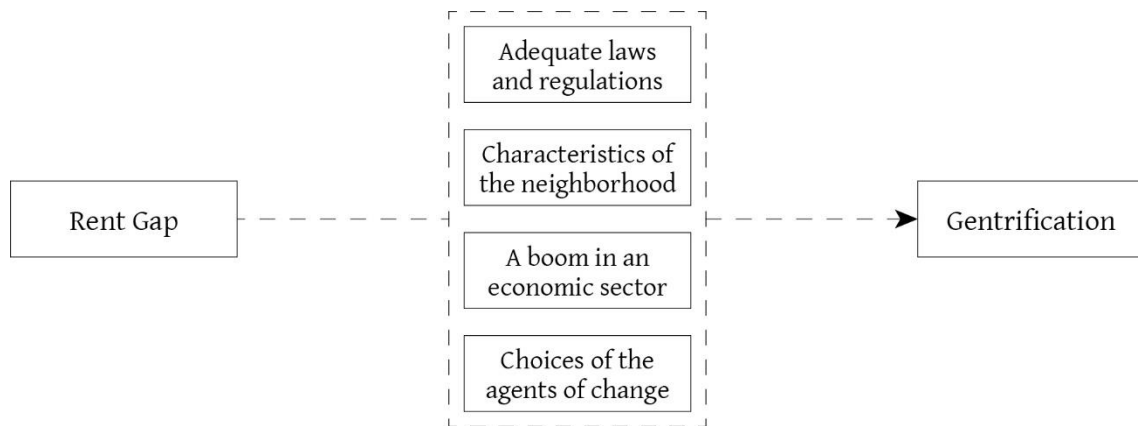 Rent Gap
Adequate laws
and regulations
Characteristics of
the neighborhood
A boom in an
economic sector
Choices of the
agents of change
Gentrification